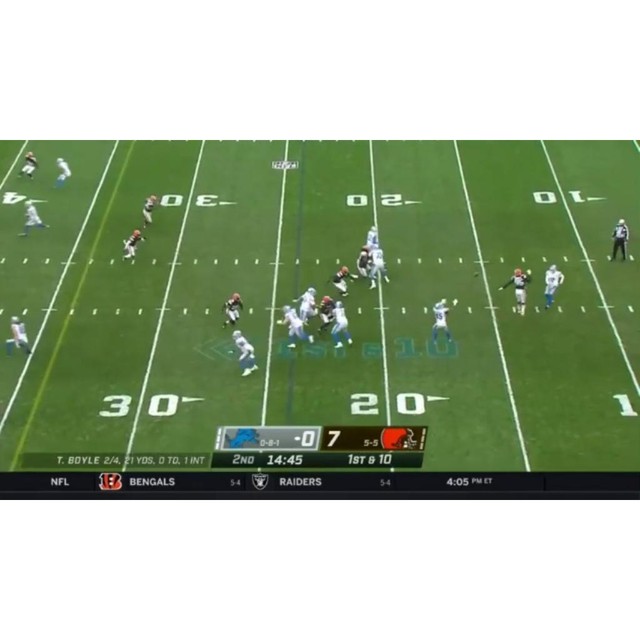 4
30
20
10
1ST & 10
30
20
1
0-8-1 0 7 5-5
T. BOYLE 2/4, 21 YDS, 0 TD, 1 INT 2ND 14:45 1ST & 10
NFL BENGALS 5-4 RAIDERS 5-4 4:05 PM ET